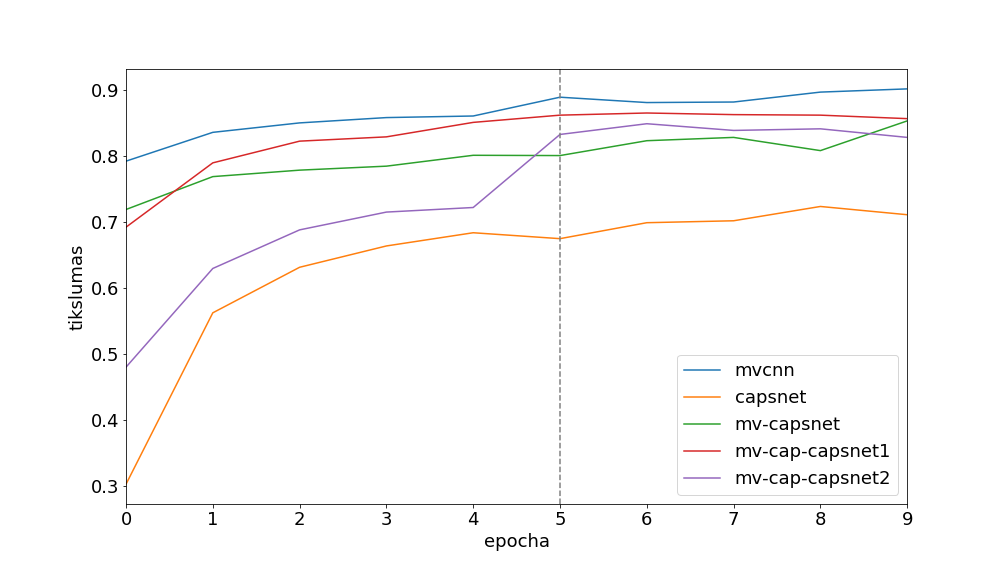 0.9
0.8
0.7
0.6
0.5
0.4
0.3
tikslumas
0 1 2 3 4 5 6 7 8 9
epocha
mvcnn
capsnet
mv-capsnet
mv-cap-capsnet1
mv-cap-capsnet2